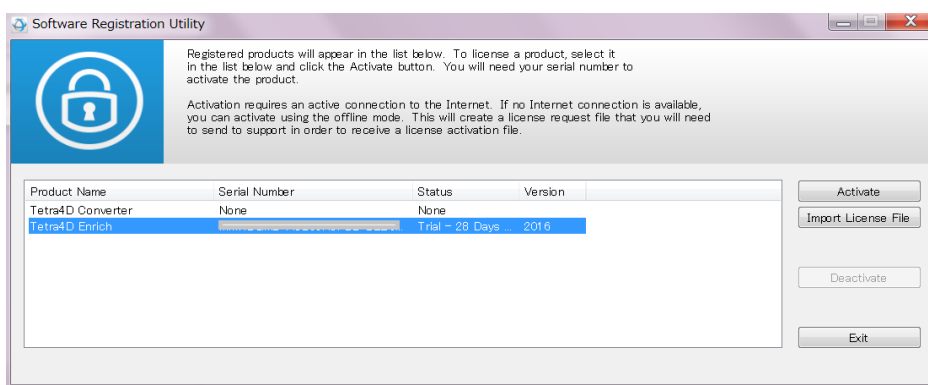 Software Registration Utility
Registered products will appear in the list below. To license a product, select it
in the list below and click the Activate button. You will need your serial number to
activate the product.
Activation requires an active connection to the Internet. If no Internet connection is available,
you can activate using the offline mode. This will create a license request file that you will need
to send to support in order to receive a license activation file.
Product Name Serial Number Status Version
Tetra4D Converter None None
Tetra4D Enrich Trial - 28 Days ... 2016
Activate
Import License File
Deactivate
Exit